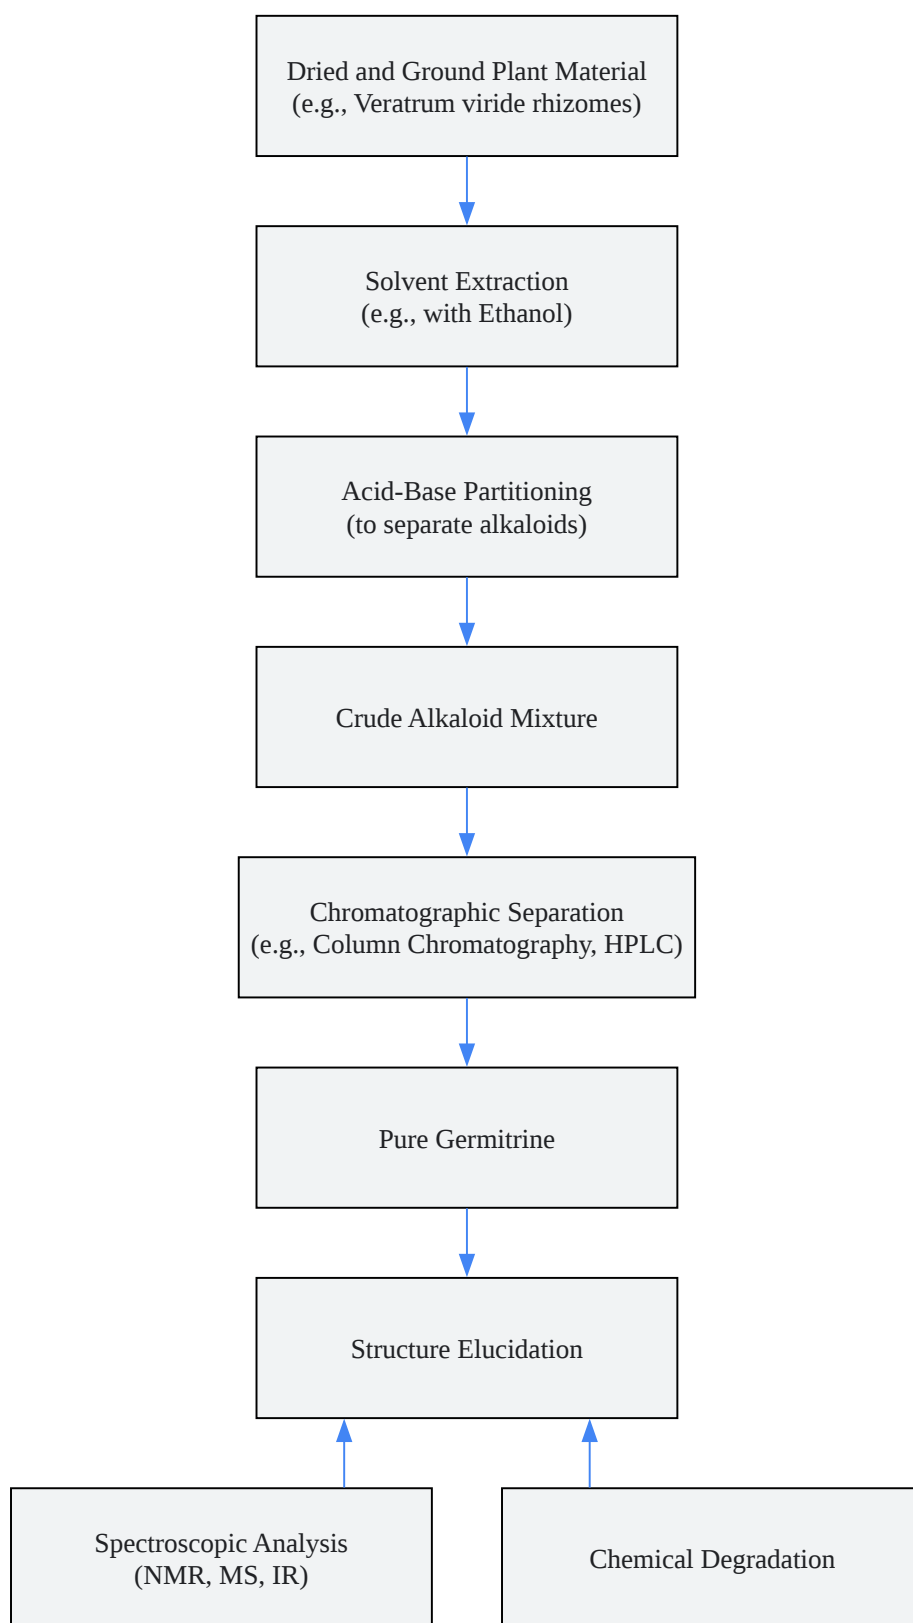 Dried and Ground Plant Material
(e.g., Veratrum viride rhizomes)
Solvent Extraction
(e.g., with Ethanol)
Acid-Base Partitioning
(to separate alkaloids)
Crude Alkaloid Mixture
Chromatographic Separation
(e.g., Column Chromatography, HPLC)
Pure Germitrine
Structure Elucidation
Spectroscopic Analysis
(NMR, MS, IR)
Chemical Degradation